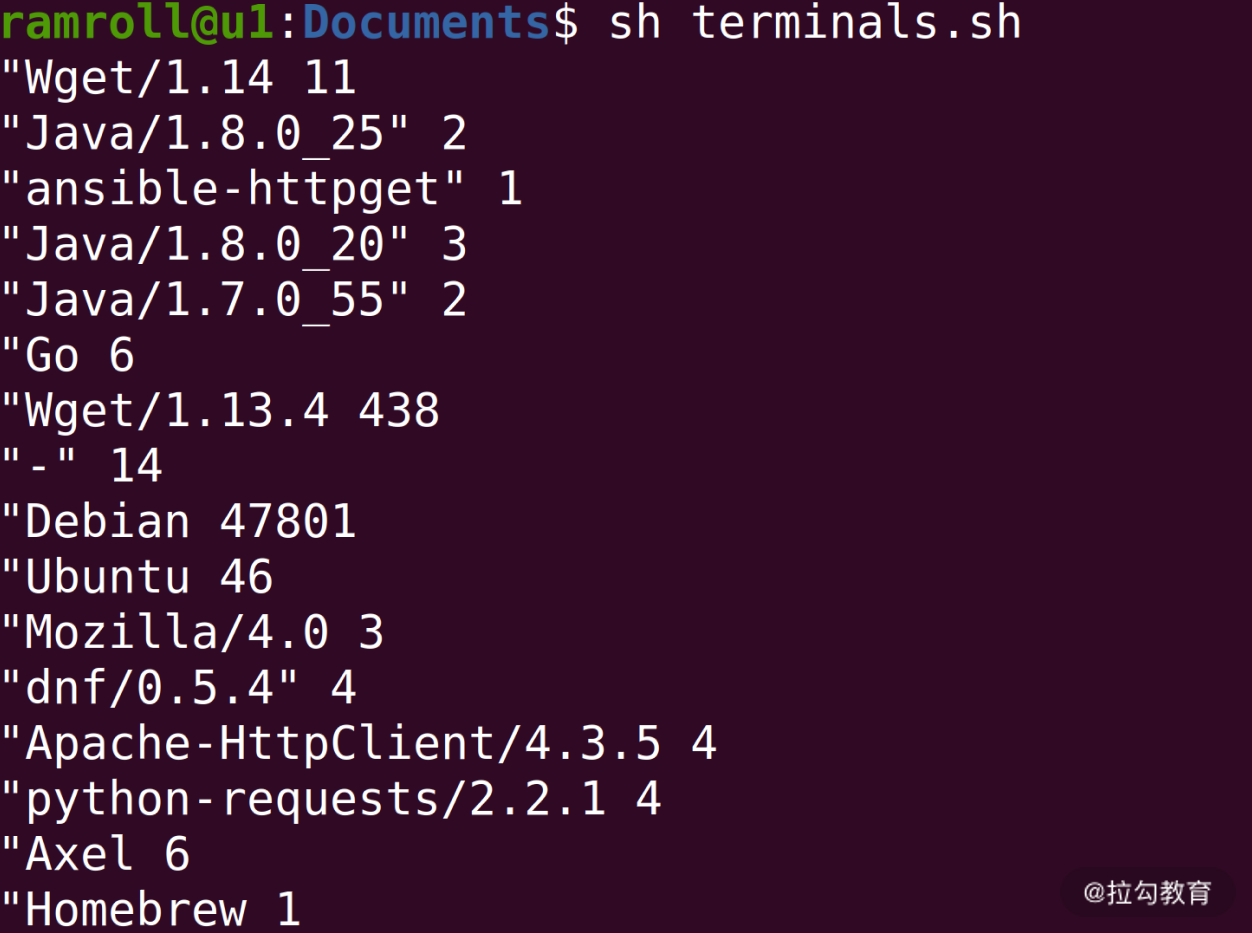 ramroll@u1:Documents$ sh terminals.sh
"Wget/1.14 11
"Java/1.8.0_25" 2
"ansible-httpget" 1
"Java/1.8.0_20" 3
"Java/1.7.0_55" 2
"Go 6
"Wget/1.13.4 438
"-" 14
"Debian 47801
"Ubuntu 46
"Mozilla/4.0 3
"dnf/0.5.4" 4
"Apache-HttpClient/4.3.5 4
"python-requests/2.2.1 4
"Axel 6
"Homebrew 1
@拉勾教育